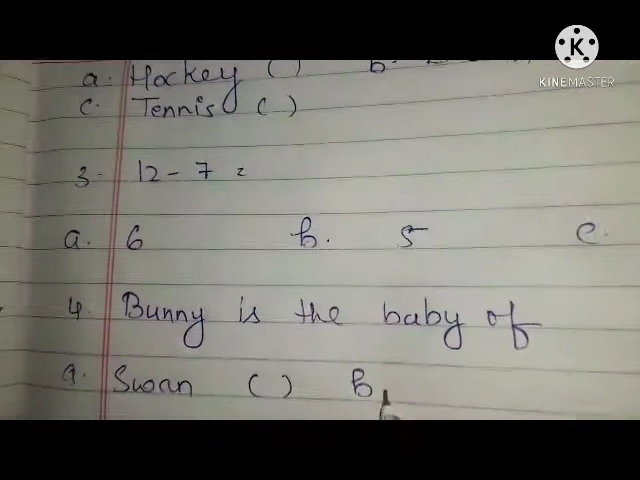 a. Hockey ( ) b.
c. Tennis ( )
3. 12 - 7 =
a. 6 b. 5 c.
4. Bunny is the baby of
a. Swan ( ) b
K
KINEMASTER